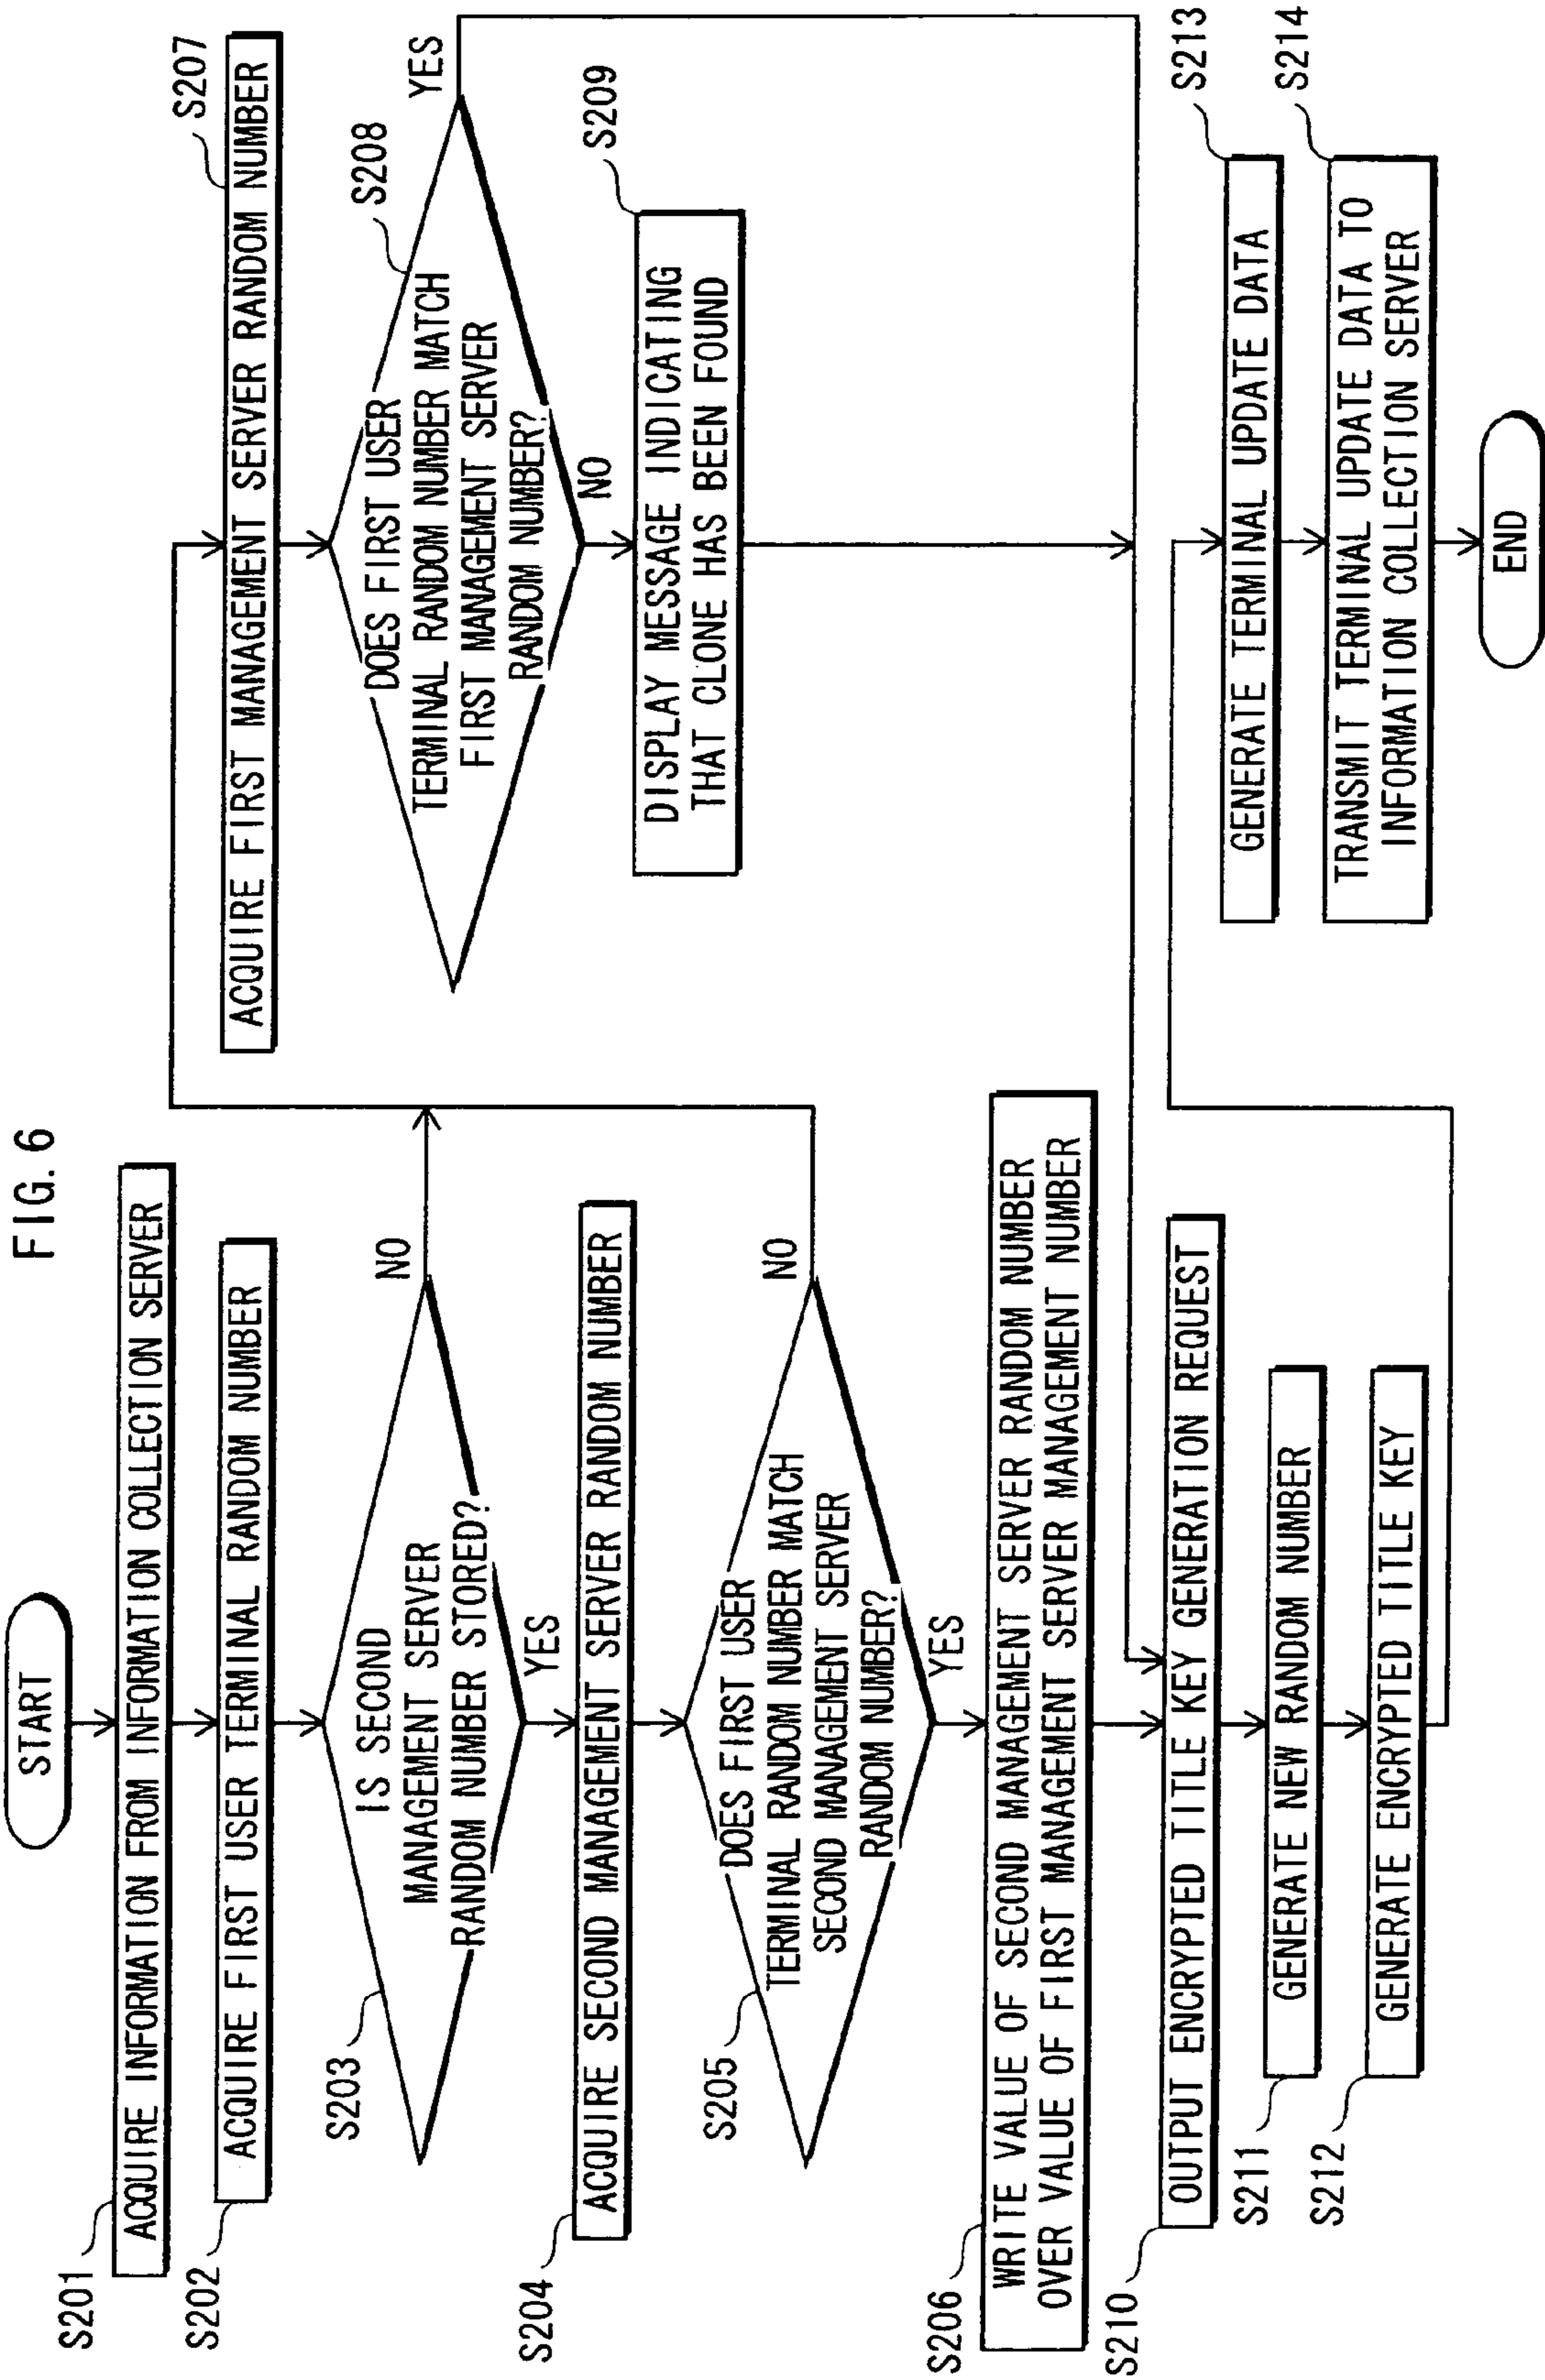 FIG. 6
START
S201
ACQUIRE INFORMATION FROM INFORMATION COLLECTION SERVER
S202
ACQUIRE FIRST USER TERMINAL RANDOM NUMBER
S203
IS SECOND
MANAGEMENT SERVER
RANDOM NUMBER STORED?
NO
YES
S204
ACQUIRE SECOND MANAGEMENT SERVER RANDOM NUMBER
S205
DOES FIRST USER
TERMINAL RANDOM NUMBER MATCH
SECOND MANAGEMENT SERVER
RANDOM NUMBER?
NO
YES
S206
WRITE VALUE OF SECOND MANAGEMENT SERVER RANDOM NUMBER
OVER VALUE OF FIRST MANAGEMENT SERVER MANAGEMENT NUMBER
S207
ACQUIRE FIRST MANAGEMENT SERVER RANDOM NUMBER
S208
DOES FIRST USER
TERMINAL RANDOM NUMBER MATCH
FIRST MANAGEMENT SERVER
RANDOM NUMBER?
YES
NO
S209
DISPLAY MESSAGE INDICATING
THAT CLONE HAS BEEN FOUND
S210
OUTPUT ENCRYPTED TITLE KEY GENERATION REQUEST
S211
GENERATE NEW RANDOM NUMBER
S212
GENERATE ENCRYPTED TITLE KEY
S213
GENERATE TERMINAL UPDATE DATA
S214
TRANSMIT TERMINAL UPDATE DATA TO
INFORMATION COLLECTION SERVER
END